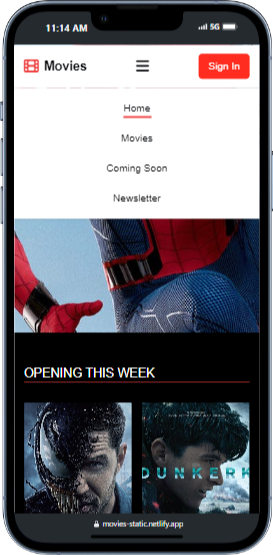 11:14 AM
5G
Movies
Sign In
Home
Movies
Coming Soon
Newsletter
OPENING THIS WEEK
DUNKERK
movies-static.netlify.app